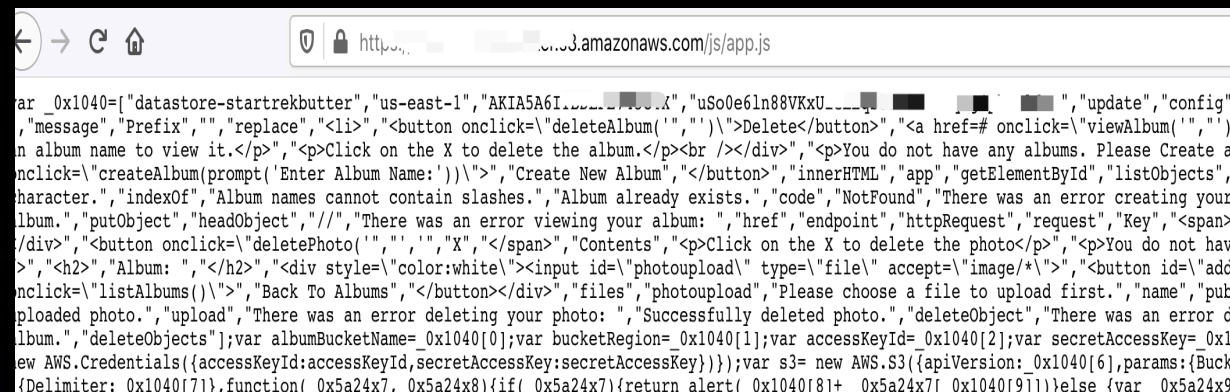 .amazonaws.com/js/app.js
var _0x1040=["datastore-startrekbutter","us-east-1", ,"update","config"
,"message","Prefix","","replace","<li>","<button onclick=\"deleteAlbum('","')\">Delete</button>","<a href=# onclick=\"viewAlbum('","')
n album name to view it.</p>","<p>Click on the X to delete the album.</p><br /></div>","<p>You do not have any albums. Please Create a
onclick=\"createAlbum(prompt('Enter Album Name:'))\">","Create New Album","</button>","innerHTML","app","getElementById","listObjects",
character.","indexOf","Album names cannot contain slashes.","Album already exists.","code","NotFound","There was an error creating your
album.","putObject","headObject","//","There was an error viewing your album: ","href","endpoint","httpRequest","request","Key","<span>
/div>","<button onclick=\"deletePhoto('","','","X","</span>","Contents","<p>Click on the X to delete the photo</p>","<p>You do not hav
>","<h2>","Album: ","</h2>","<div style=\"color:white\"><input id=\"photoupload\" type=\"file\" accept=\"image/*\">","<button id=\"add
onclick=\"listAlbums()\">","Back To Albums","</button></div>","files","photoupload","Please choose a file to upload first.","name","pub
uploaded photo.","upload","There was an error deleting your photo: ","Successfully deleted photo.","deleteObject","There was an error d
album.","deleteObjects"];var albumBucketName=_0x1040[0];var bucketRegion=_0x1040[1];var accessKeyId=_0x1040[2];var secretAccessKey=_0x1
new AWS.Credentials({accessKeyId:accessKeyId,secretAccessKey:secretAccessKey})});var s3= new AWS.S3({apiVersion:_0x1040[6],params:{Buck
{Delimiter:_0x1040[7]},function(_0x5a24x7,_0x5a24x8){if(_0x5a24x7){return alert(_0x1040[8]+ _0x5a24x7[_0x1040[9]])}else {var _0x5a24x